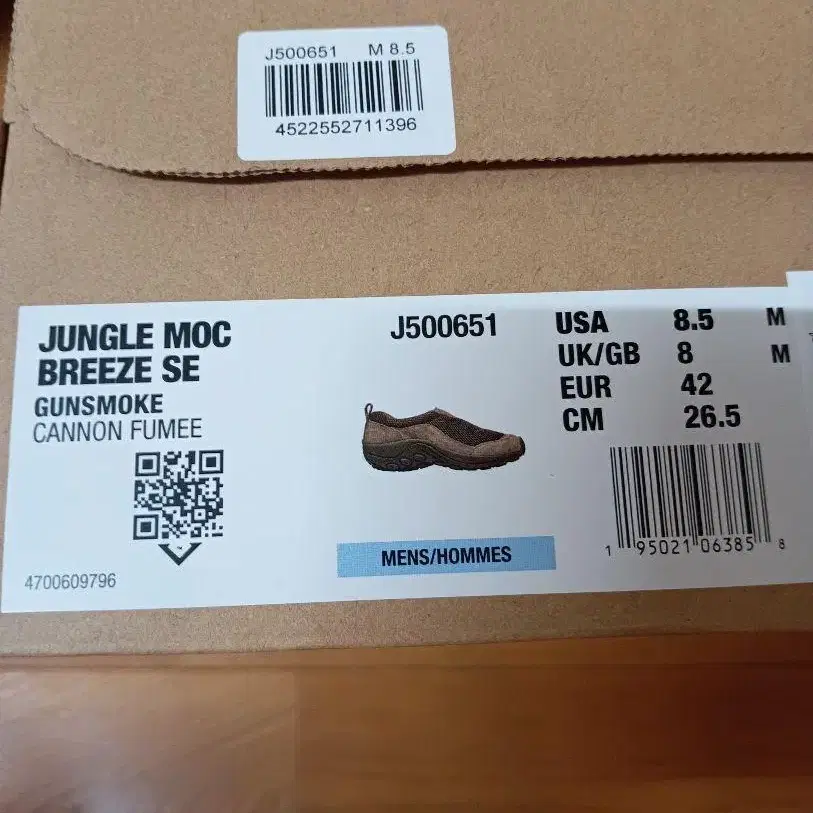 J500651 M 8.5
4522552711396
JUNGLE MOC
BREEZE SE
GUNSMOKE
CANNON FUMEE
4700609796
J500651
MENS/HOMMES
USA 8.5 M
UK/GB 8 M
EUR 42
CM 26.5
1 95021 06385 8